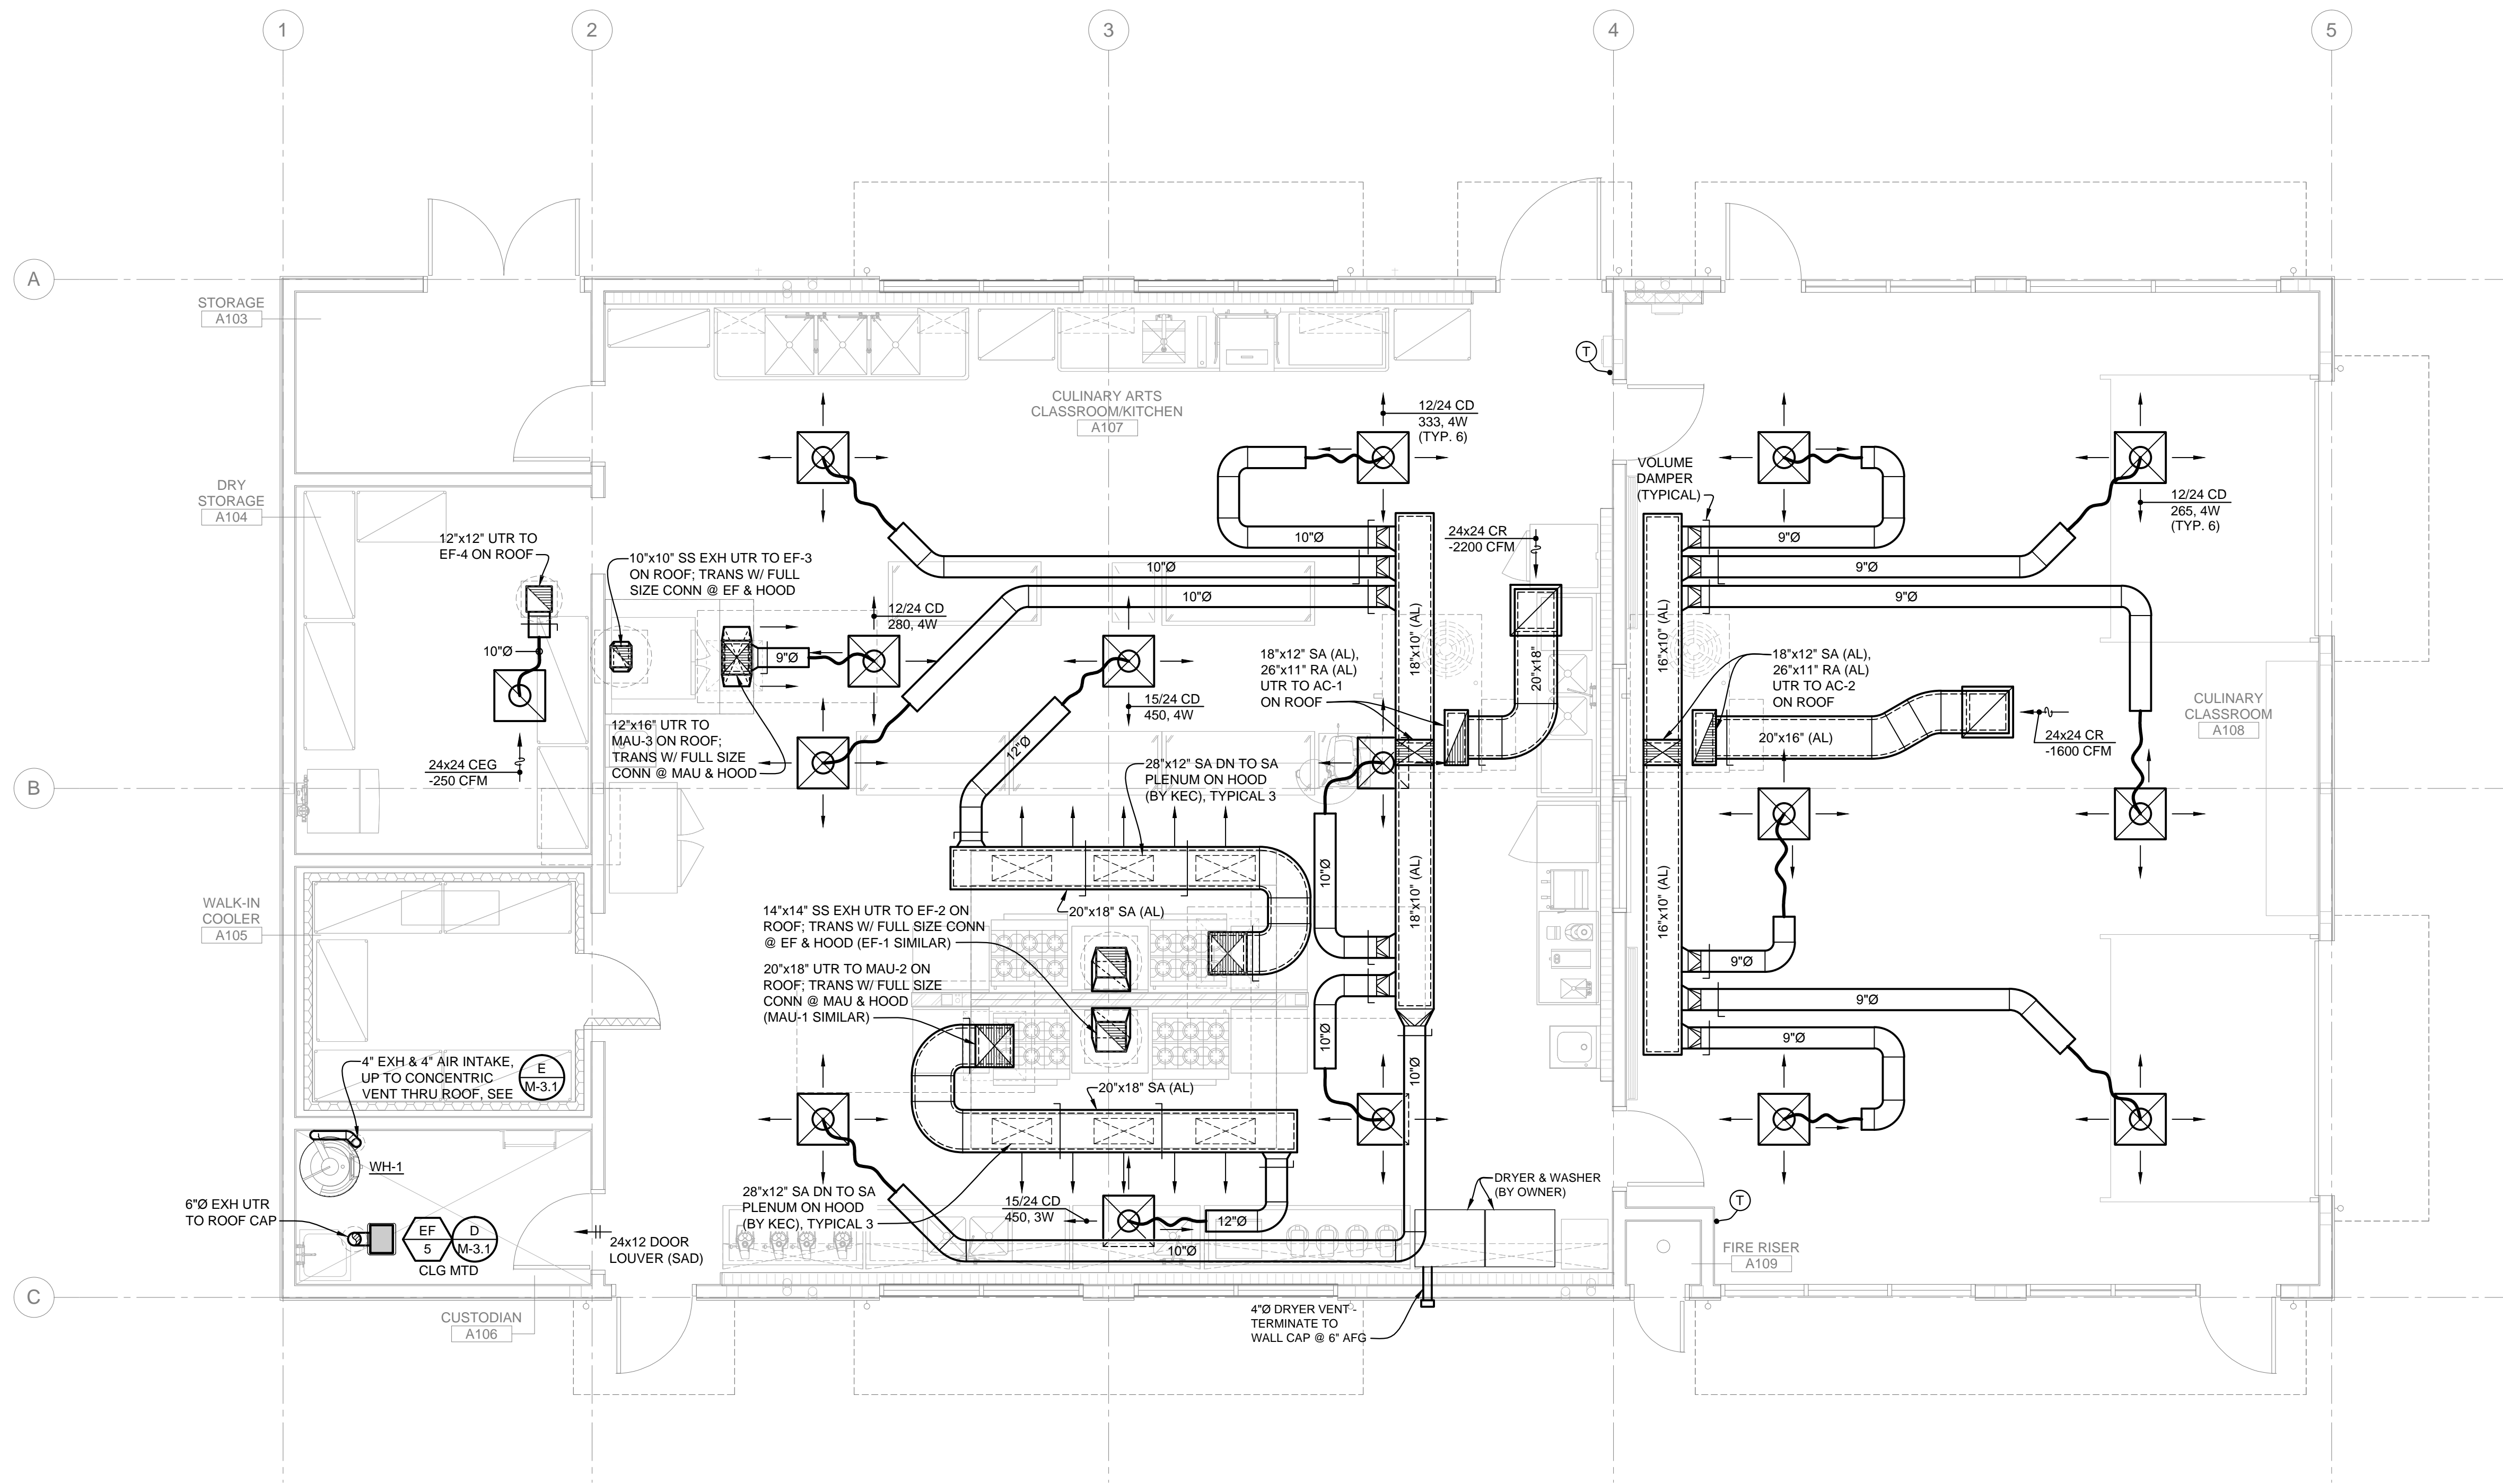 1
2
3
4
5
A
B
C
STORAGE
A103
DRY
STORAGE
A104
WALK-IN
COOLER
A105
CUSTODIAN
A106
CULINARY ARTS
CLASSROOM/KITCHEN
A107
CULINARY
CLASSROOM
A108
FIRE RISER
A109
12"x12" UTR TO
EF-4 ON ROOF
10"Ø
24x24 CEG
-250 CFM
10"x10" SS EXH UTR TO EF-3
ON ROOF; TRANS W/ FULL
SIZE CONN @ EF & HOOD
12/24 CD
280, 4W
9"Ø
12"x16" UTR TO
MAU-3 ON ROOF;
TRANS W/ FULL SIZE
CONN @ MAU & HOOD
12/24 CD
333, 4W
(TYP. 6)
10"Ø
10"Ø
10"Ø
18"x10" (AL)
24x24 CR
-2200 CFM
20"x18"
15/24 CD
450, 4W
12"Ø
18"x12" SA (AL),
26"x11" RA (AL)
UTR TO AC-1
ON ROOF
28"x12" SA DN TO SA
PLENUM ON HOOD
(BY KEC), TYPICAL 3
20"x18" SA (AL)
10"Ø
18"x10" (AL)
14"x14" SS EXH UTR TO EF-2 ON
ROOF; TRANS W/ FULL SIZE CONN
@ EF & HOOD (EF-1 SIMILAR)
20"x18" UTR TO MAU-2 ON
ROOF; TRANS W/ FULL SIZE
CONN @ MAU & HOOD
(MAU-1 SIMILAR)
10"Ø
10"Ø
20"x18" SA (AL)
28"x12" SA DN TO SA
PLENUM ON HOOD
(BY KEC), TYPICAL 3
15/24 CD
450, 3W
12"Ø
10"Ø
DRYER & WASHER
(BY OWNER)
4"Ø DRYER VENT -
TERMINATE TO
WALL CAP @ 6" AFG
4" EXH & 4" AIR INTAKE,
UP TO CONCENTRIC
VENT THRU ROOF, SEE
E
M-3.1
WH-1
6"Ø EXH UTR
TO ROOF CAP
EF
5
D
M-3.1
CLG MTD
24x12 DOOR
LOUVER (SAD)
T
VOLUME
DAMPER
(TYPICAL)
9"Ø
9"Ø
9"Ø
16"x10" (AL)
12/24 CD
265, 4W
(TYP. 6)
18"x12" SA (AL),
26"x11" RA (AL)
UTR TO AC-2
ON ROOF
20"x16" (AL)
24x24 CR
-1600 CFM
16"x10" (AL)
9"Ø
9"Ø
9"Ø
T